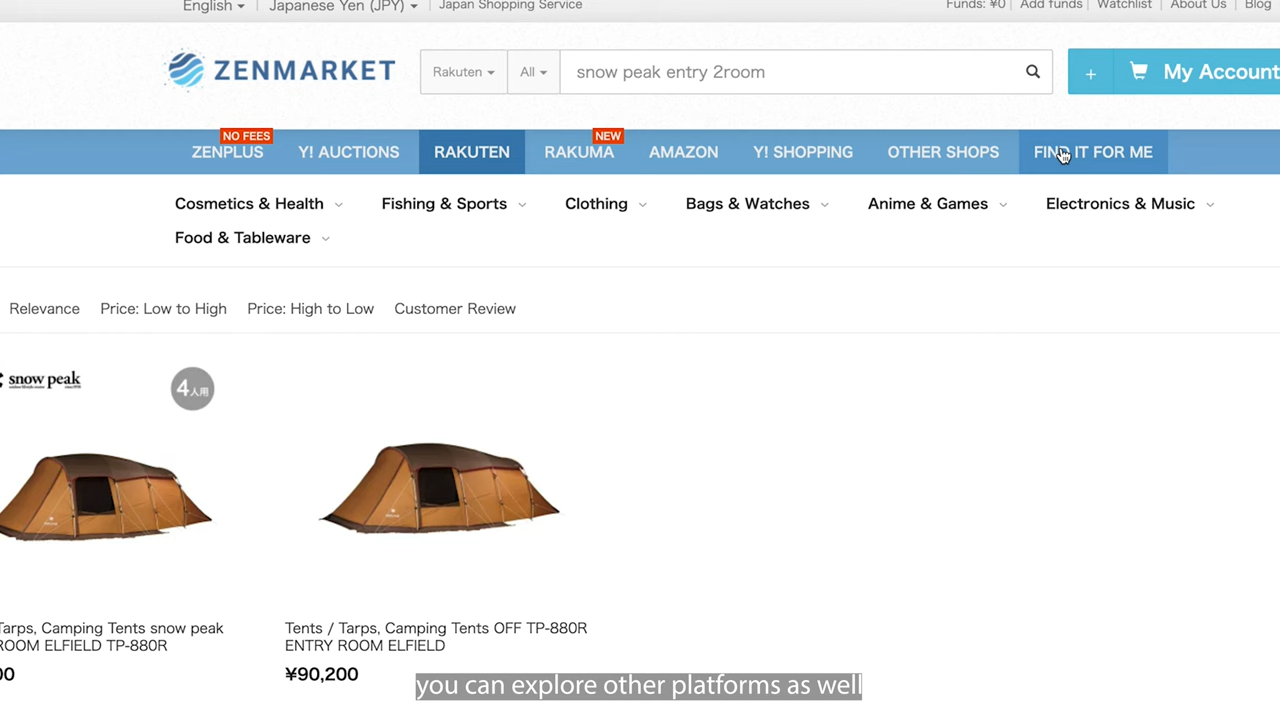 English
Japanese Yen (JPY)
Japan Shopping Service
Funds: ¥0
Add funds
Watchlist
About Us
Blog
ZENMARKET
Rakuten
All
snow peak entry 2room
+
My Account
NO FEES
NEW
ZENPLUS
Y! AUCTIONS
RAKUTEN
RAKUMA
AMAZON
Y! SHOPPING
OTHER SHOPS
FIND IT FOR ME
Cosmetics & Health
Fishing & Sports
Clothing
Bags & Watches
Anime & Games
Electronics & Music
Food & Tableware
Relevance
Price: Low to High
Price: High to Low
Customer Review
snow peak
4人用
Tarps, Camping Tents snow peak
ROOM ELFIELD TP-880R
00
Tents / Tarps, Camping Tents OFF TP-880R
ENTRY ROOM ELFIELD
¥90,200
you can explore other platforms as well